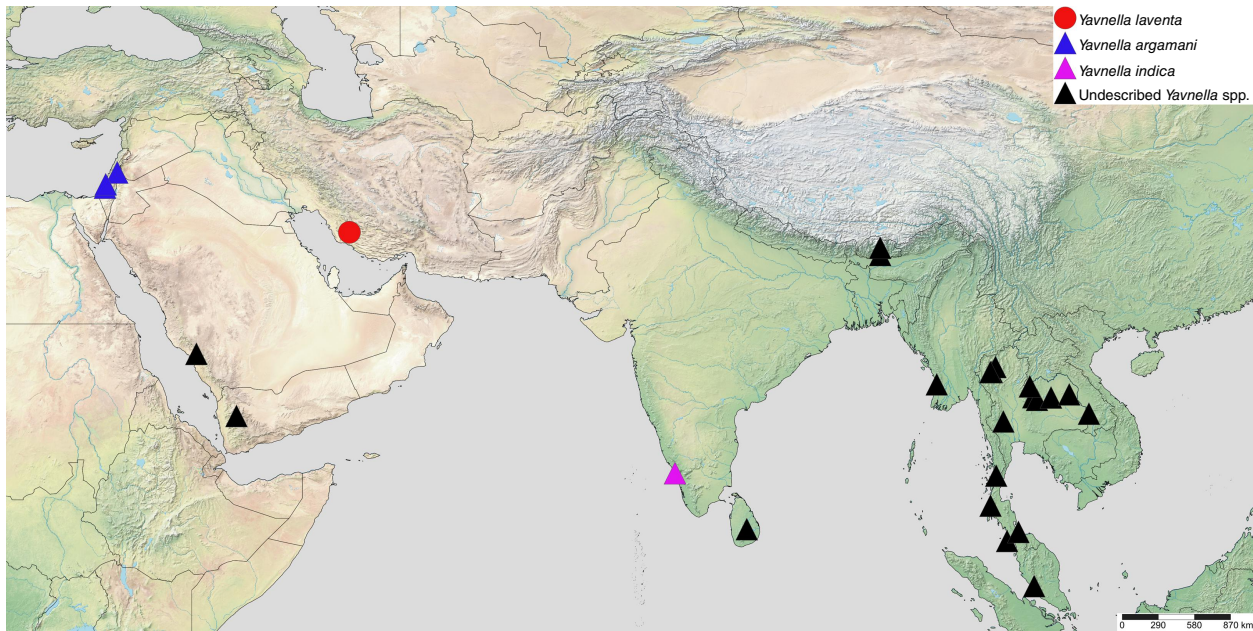 Yavnella laventa
Yavnella argamani
Yavnella indica
Undescribed Yavnella spp.
0 290 580 870 km